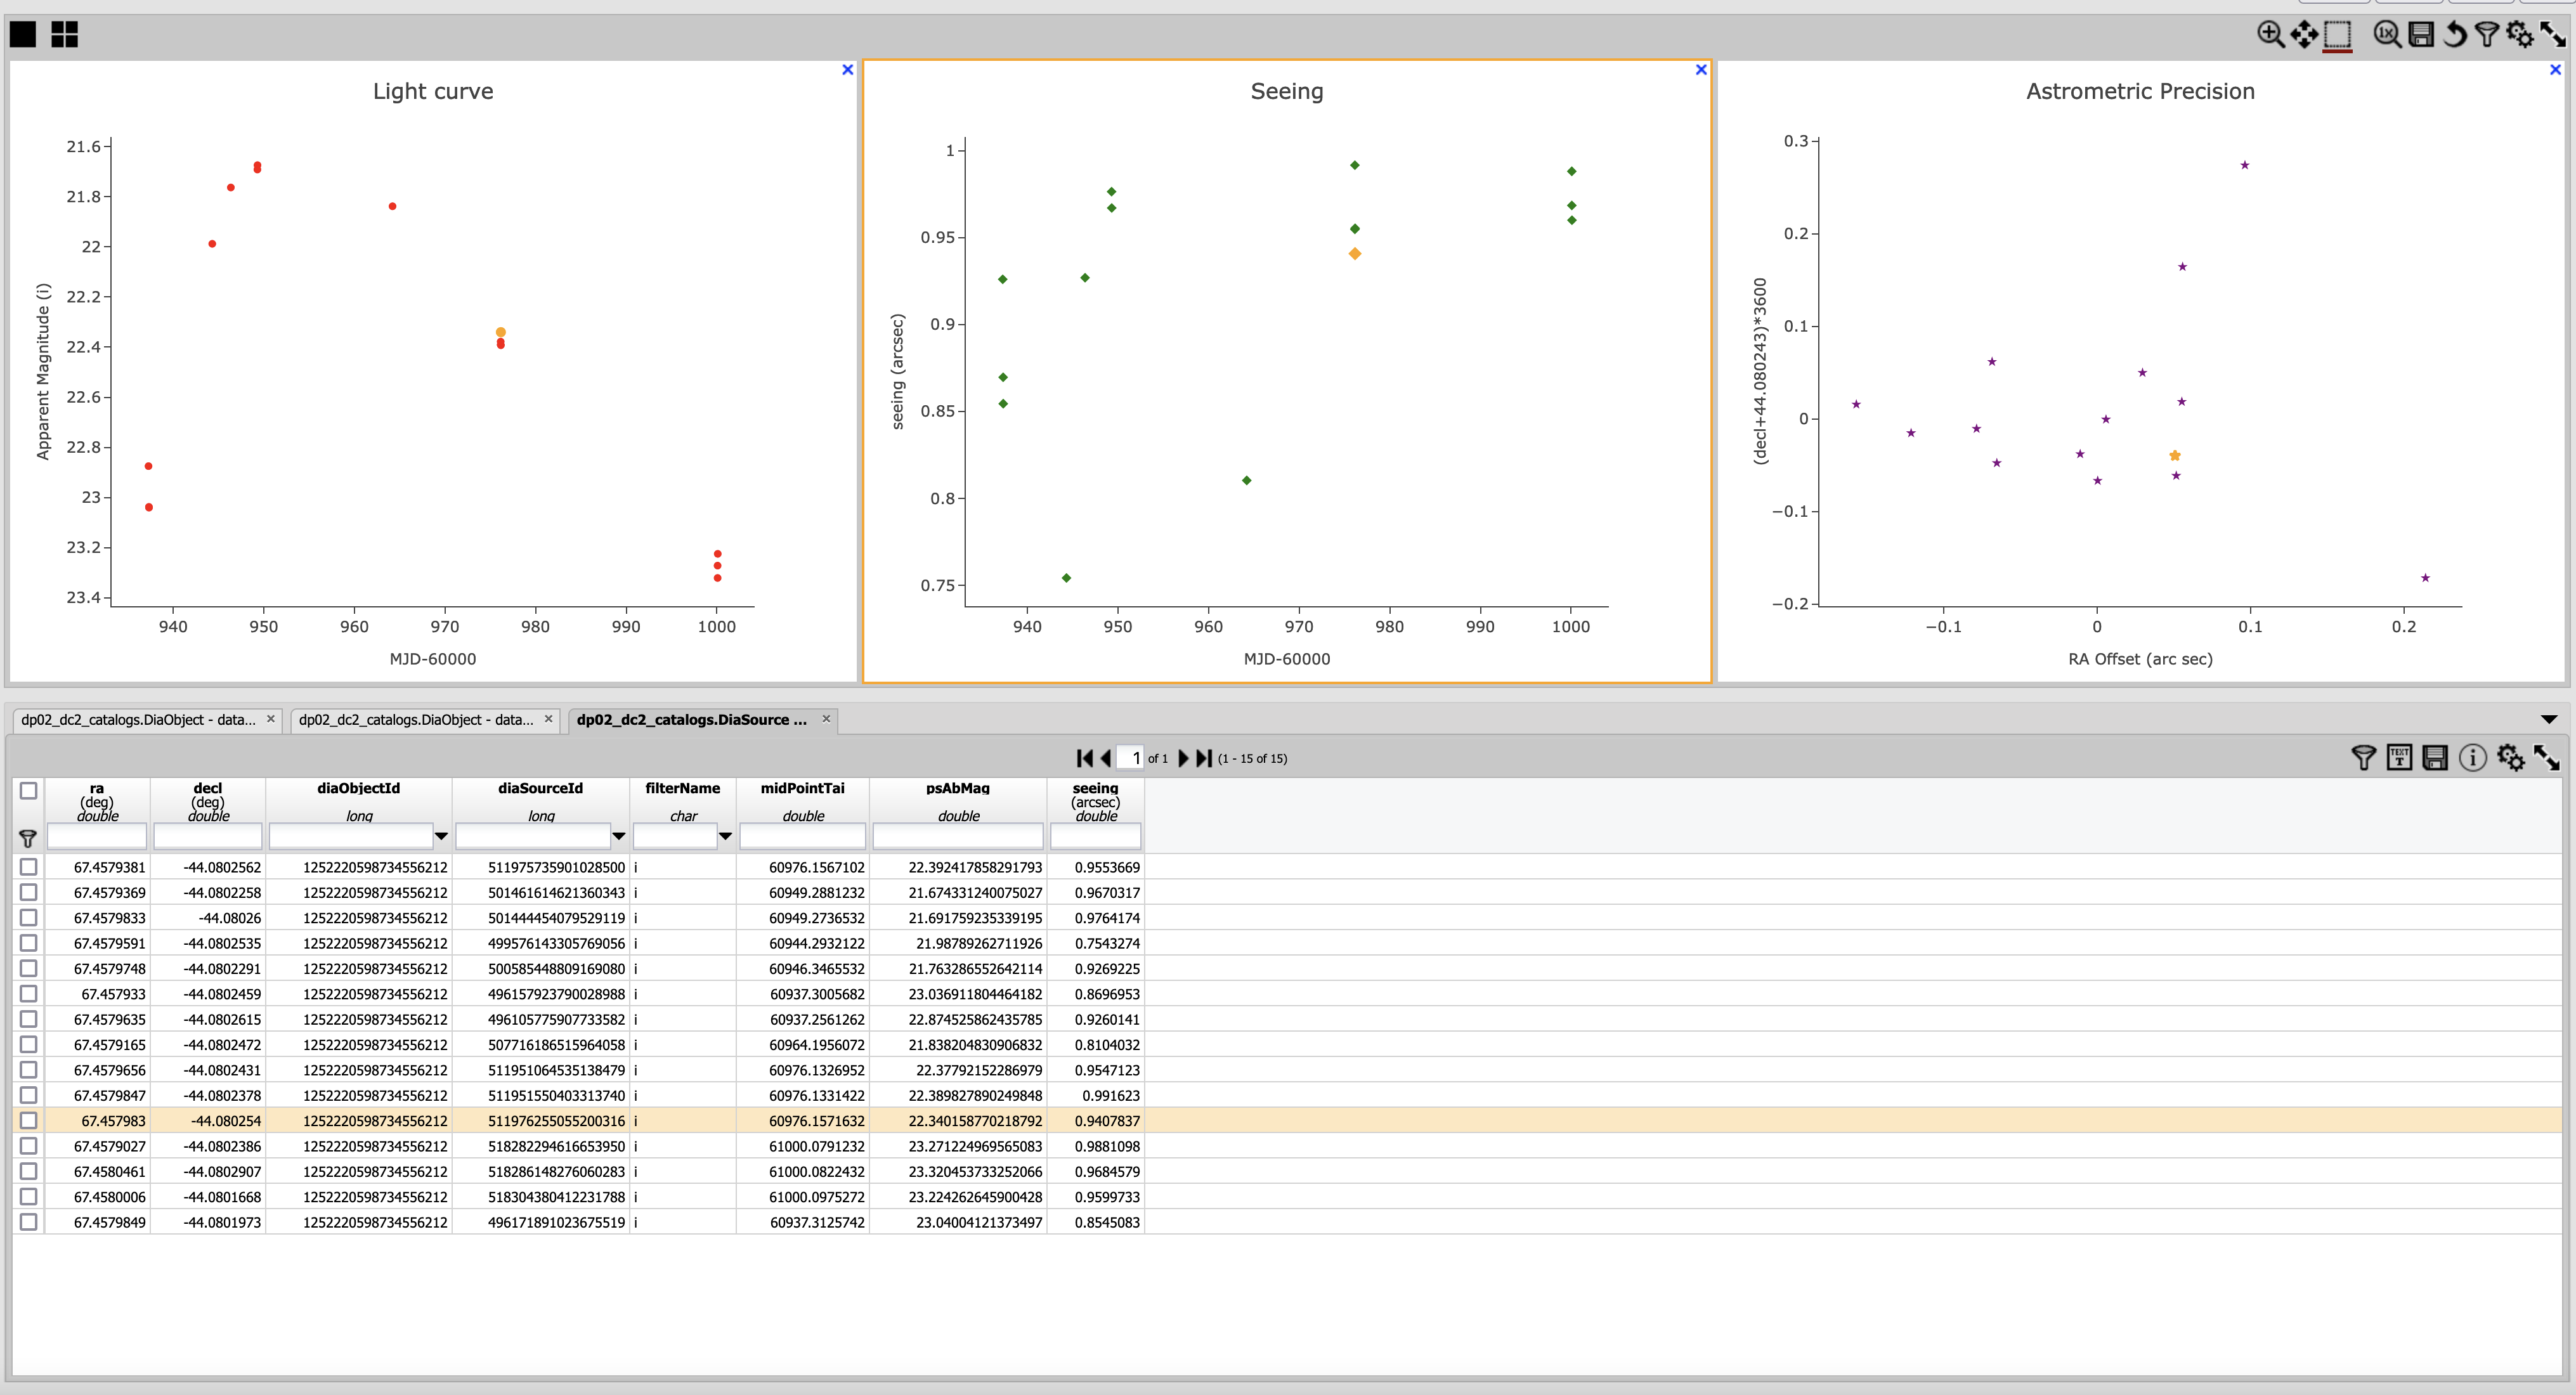 Light curve
21.6
21.8
22
22.2
22.4
22.6
22.8
23
23.2
23.4
Apparent Magnitude (i)
940 950 960 970 980 990 1000
MJD-60000
Seeing
1
0.95
0.9
0.85
0.8
0.75
seeing (arcsec)
940 950 960 970 980 990 1000
MJD-60000
Astrometric Precision
0.3
0.2
0.1
0
−0.1
−0.2
(decl+44.080243)*3600
−0.1 0 0.1 0.2
RA Offset (arc sec)
dp02_dc2_catalogs.DiaObject - data... × dp02_dc2_catalogs.DiaObject - data... × dp02_dc2_catalogs.DiaSource ... ×
1 of 1 (1 - 15 of 15)
ra decl diaObjectId diaSourceId filterName midPointTai psAbMag seeing
(deg) (deg) (arcsec)
double double long long char double double double
67.4579381 -44.0802562 1252220598734556212 511975735901028500 i 60976.1567102 22.392417858291793 0.9553669
67.4579369 -44.0802258 1252220598734556212 501461614621360343 i 60949.2881232 21.674331240075027 0.9670317
67.4579833 -44.08026 1252220598734556212 501444454079529119 i 60949.2736532 21.691759235339195 0.9764174
67.4579591 -44.0802535 1252220598734556212 499576143305769056 i 60944.2932122 21.98789262711926 0.7543274
67.4579748 -44.0802291 1252220598734556212 500585448809169080 i 60946.3465532 21.763286552642114 0.9269225
67.457933 -44.0802459 1252220598734556212 496157923790028988 i 60937.3005682 23.036911804464182 0.8696953
67.4579635 -44.0802615 1252220598734556212 496105775907733582 i 60937.2561262 22.874525862435785 0.9260141
67.4579165 -44.0802472 1252220598734556212 507716186515964058 i 60964.1956072 21.838204830906832 0.8104032
67.4579656 -44.0802431 1252220598734556212 511951064535138479 i 60976.1326952 22.37792152286979 0.9547123
67.4579847 -44.0802378 1252220598734556212 511951550403313740 i 60976.1331422 22.389827890249848 0.991623
67.457983 -44.080254 1252220598734556212 511976255055200316 i 60976.1571632 22.340158770218792 0.9407837
67.4579027 -44.0802386 1252220598734556212 518282294616653950 i 61000.0791232 23.271224969565083 0.9881098
67.4580461 -44.0802907 1252220598734556212 518286148276060283 i 61000.0822432 23.320453733252066 0.9684579
67.4580006 -44.0801668 1252220598734556212 518304380412231788 i 61000.0975272 23.224262645900428 0.9599733
67.4579849 -44.0801973 1252220598734556212 496171891023675519 i 60937.3125742 23.04004121373497 0.8545083